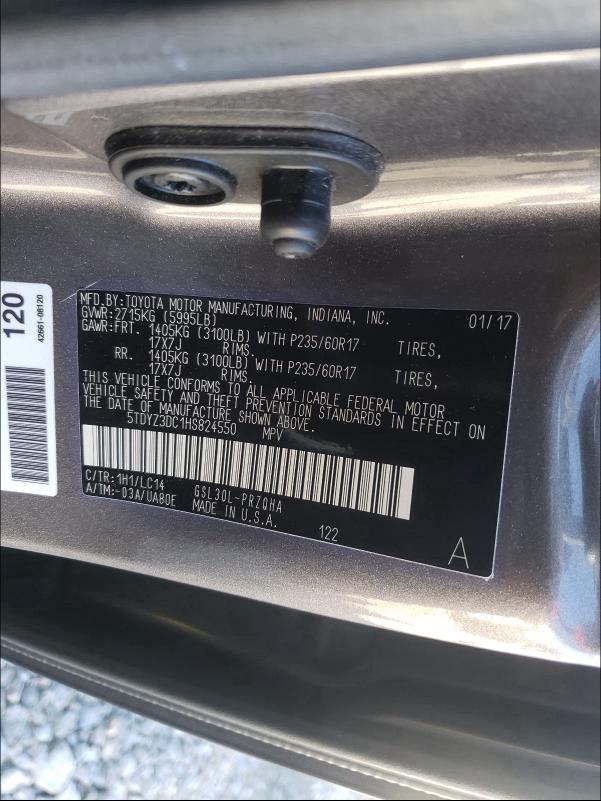 MFD.BY:TOYOTA MOTOR MANUFACTURING, INDIANA, INC. 01/17
GVWR:2715KG (5995LB)
GAWR:FRT. 1405KG (3100LB) WITH P235/60R17 TIRES,
17X7J RIMS.
RR. 1405KG (3100LB) WITH P235/60R17 TIRES,
17X7J RIMS.
THIS VEHICLE CONFORMS TO ALL APPLICABLE FEDERAL MOTOR
VEHICLE SAFETY AND THEFT PREVENTION STANDARDS IN EFFECT ON
THE DATE OF MANUFACTURE SHOWN ABOVE.
5TDYZ3DC1HS824550 MPV
C/TR:1H1/LC14 GSL30L-PRZQHA
A/TM:-03A/UA80E MADE IN U.S.A.
122
A
120
42661-08120